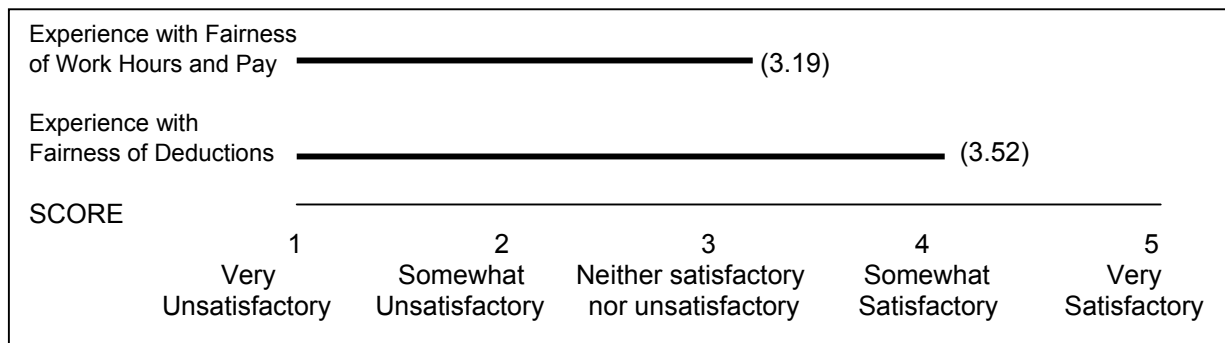 Experience with Fairness
of Work Hours and Pay
(3.19)
Experience with
Fairness of Deductions
(3.52)
SCORE
1 2 3 4 5
Very Somewhat Neither satisfactory Somewhat Very
Unsatisfactory Unsatisfactory nor unsatisfactory Satisfactory Satisfactory